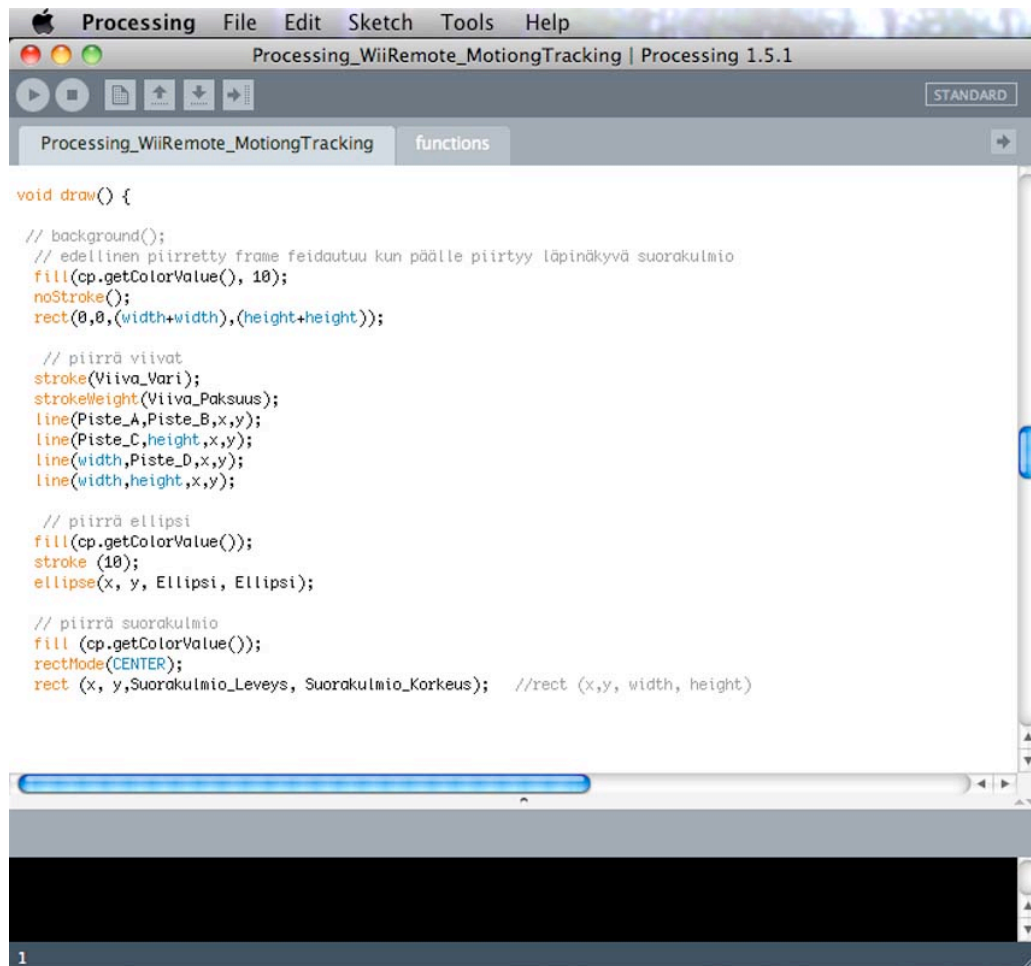 Processing File Edit Sketch Tools Help
Processing_WiiRemote_MotiongTracking | Processing 1.5.1
STANDARD
Processing_WiiRemote_MotiongTracking functions
void draw() {
// background();
// edellinen piirretty frame feidautuu kun päälle piirtyy läpinäkyvä suorakulmio
fill(cp.getColorValue(), 10);
noStroke();
rect(0,0,(width+width),(height+height));
// piirrä viivat
stroke(Viiva_Vari);
strokeWeight(Viiva_Paksuus);
line(Piste_A,Piste_B,x,y);
line(Piste_C,height,x,y);
line(width,Piste_D,x,y);
line(width,height,x,y);
// piirrä ellipsi
fill(cp.getColorValue());
stroke (10);
ellipse(x, y, Ellipsi, Ellipsi);
// piirrä suorakulmio
fill (cp.getColorValue());
rectMode(CENTER);
rect (x, y,Suorakulmio_Leveys, Suorakulmio_Korkeus); //rect (x,y, width, height)
1